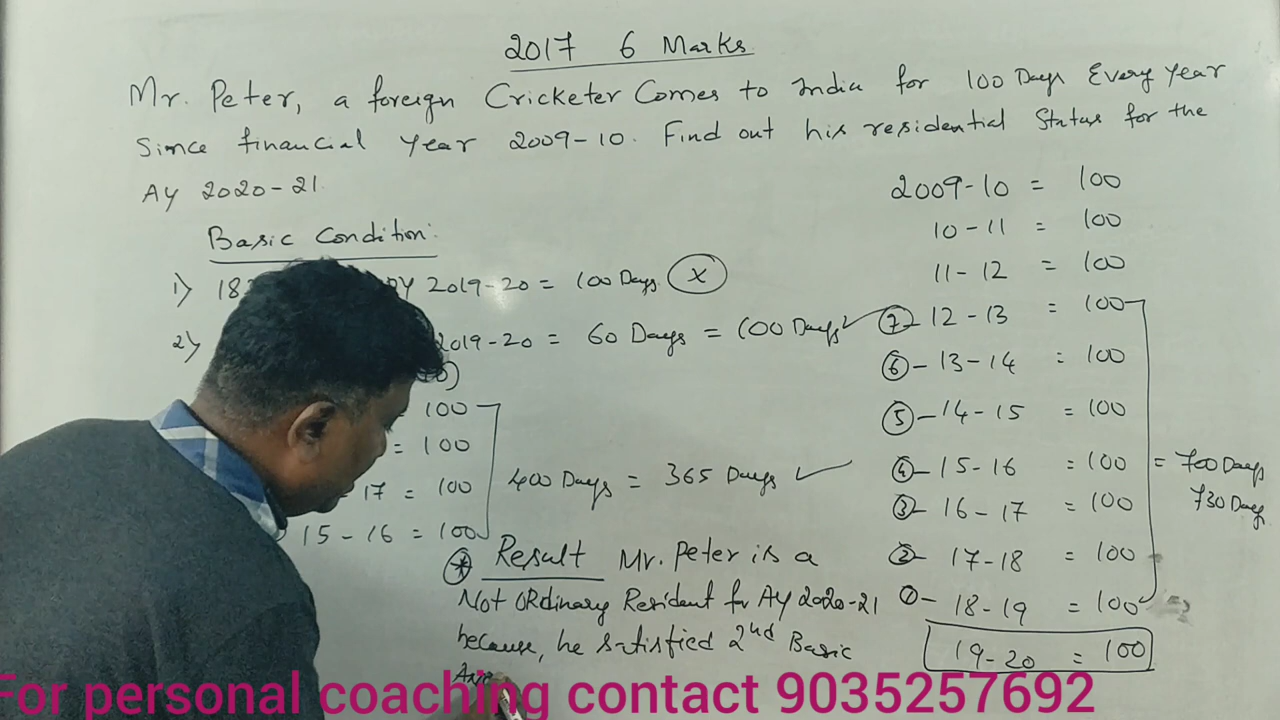 2017 6 Marks
Mr. Peter, a foreign Cricketer Comes to India for 100 Days Every year
Since financial year 2009-10. Find out his residential Status for the
AY 2020-21
Basic Condition:
1) 18 PY 2019-20 = 100 Days X
2) 2019-20 = 60 Days = 100 Days ✓
100
= 100
17 = 100
15-16 = 100
400 Days = 365 Days ✓
Result Mr. Peter is a
Not ORdinary Resident for AY 2020-21
because, he satisfied 2nd Basic
2009-10 = 100
10-11 = 100
11-12 = 100
7- 12-13 = 100
6- 13-14 = 100
5- 14-15 = 100
4- 15-16 = 100
3- 16-17 = 100
2- 17-18 = 100
1- 18-19 = 100
19-20 = 100
= 700 Days
730 Days
For personal coaching contact 9035257692